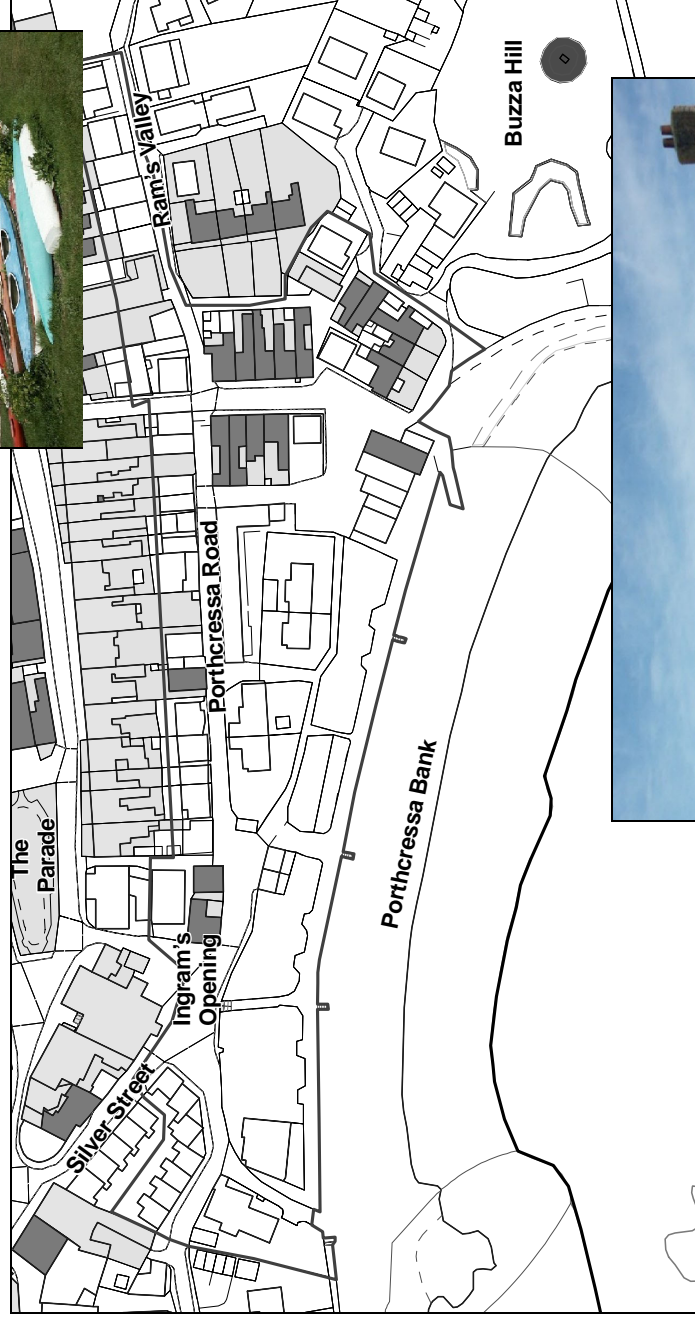 Buzza Hill
Ram's Valley
Porthcressa Road
Porthcressa Bank
The
Parade
Ingram's
Opening
Silver Street